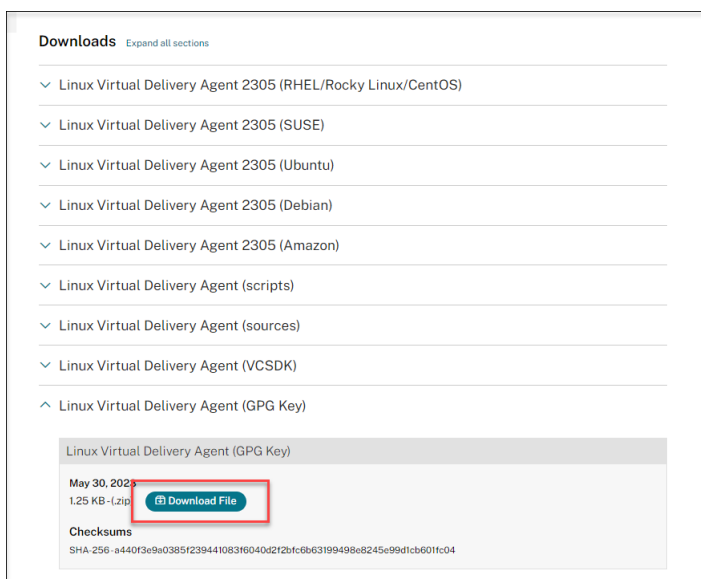 Downloads Expand all sections
Linux Virtual Delivery Agent 2305 (RHEL/Rocky Linux/CentOS)
Linux Virtual Delivery Agent 2305 (SUSE)
Linux Virtual Delivery Agent 2305 (Ubuntu)
Linux Virtual Delivery Agent 2305 (Debian)
Linux Virtual Delivery Agent 2305 (Amazon)
Linux Virtual Delivery Agent (scripts)
Linux Virtual Delivery Agent (sources)
Linux Virtual Delivery Agent (VCSDK)
Linux Virtual Delivery Agent (GPG Key)
Linux Virtual Delivery Agent (GPG Key)
May 30, 2023
1.25 KB - (.zip) Download File
Checksums
SHA-256 - a440f3e9a0385f239441083f6040d2f2bfc6b63199498e8245e99d1cb601fc04